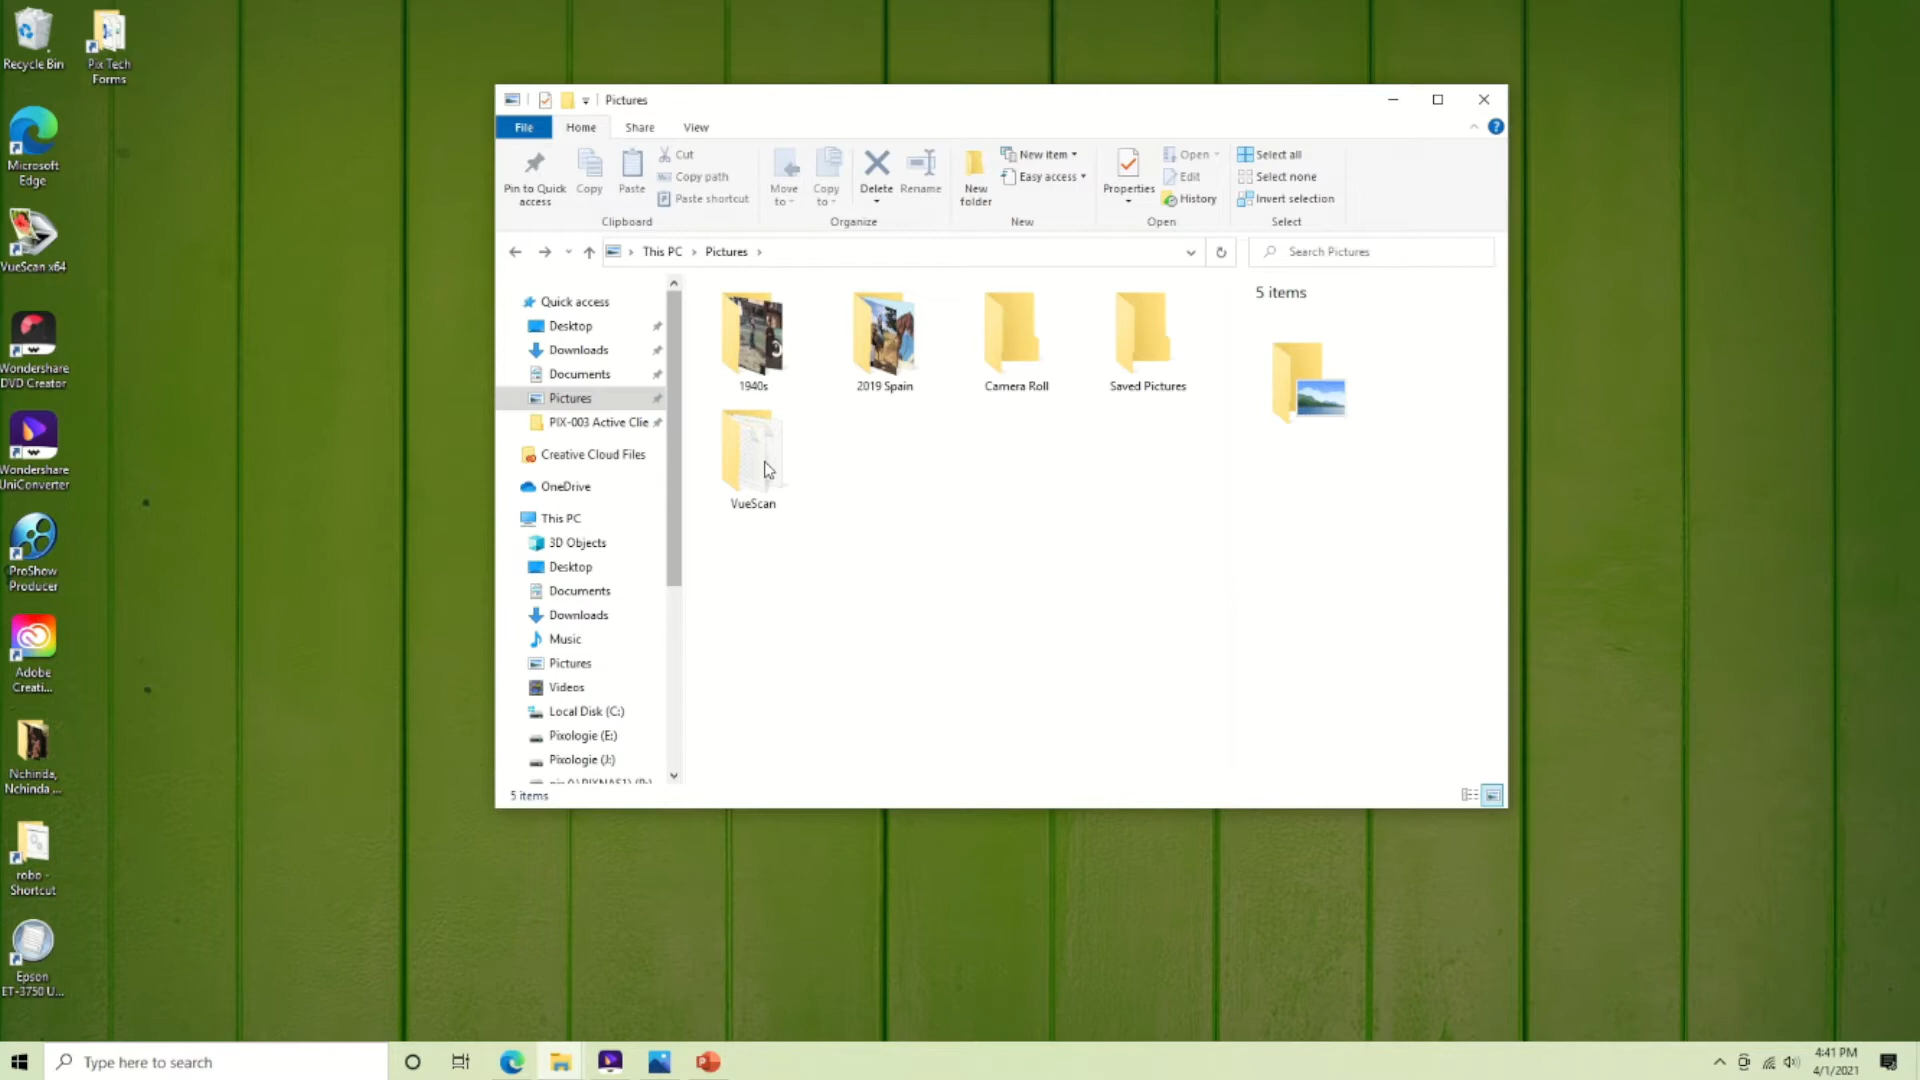 Recycle Bin
Pix Tech
Forms
Microsoft
Edge
VueScan x64
Wondershare
DVD Creator
Wondershare
UniConverter
ProShow
Producer
Adobe
Creati...
Nchinda,
Nchinda ...
robo -
Shortcut
Epson
ET-3750 U...
Pictures
File
Home
Share
View
Pin to Quick
access
Copy
Paste
Cut
Copy path
Paste shortcut
Clipboard
Move
to
Copy
to
Delete
Rename
Organize
New
folder
New item
Easy access
New
Properties
Open
Edit
History
Open
Select all
Select none
Invert selection
Select
This PC
Pictures
Search Pictures
Quick access
Desktop
Downloads
Documents
Pictures
PIX-003 Active Clie
Creative Cloud Files
OneDrive
This PC
3D Objects
Desktop
Documents
Downloads
Music
Pictures
Videos
Local Disk (C:)
Pixologie (E:)
Pixologie (J:)
1940s
2019 Spain
Camera Roll
Saved Pictures
VueScan
5 items
5 items
Type here to search
4:41 PM
4/1/2021